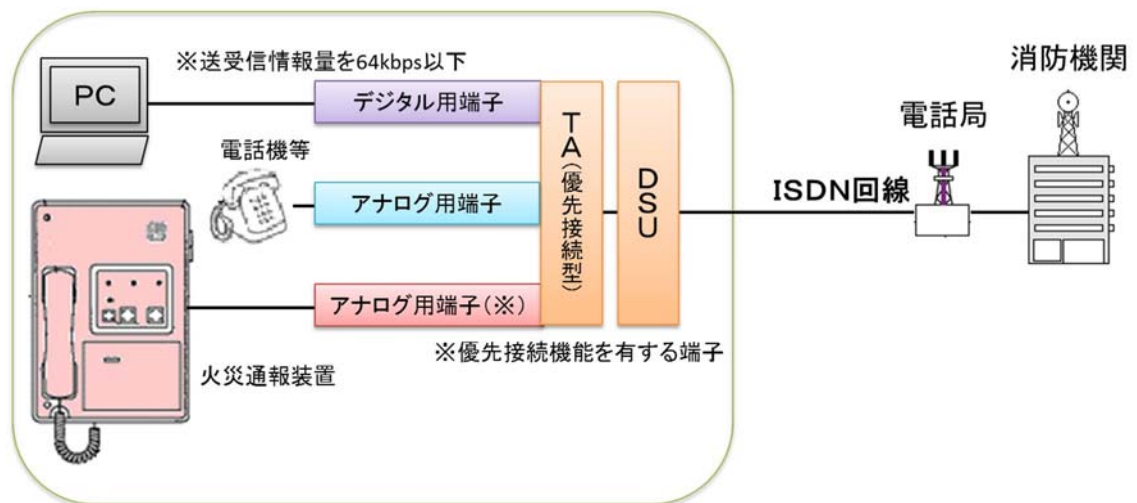 ※送受信情報量を64kbps以下
PC
デジタル用端子
電話機等
アナログ用端子
アナログ用端子(※)
※優先接続機能を有する端子
火災通報装置
TA(優先接続型)
DSU
ISDN回線
電話局
消防機関